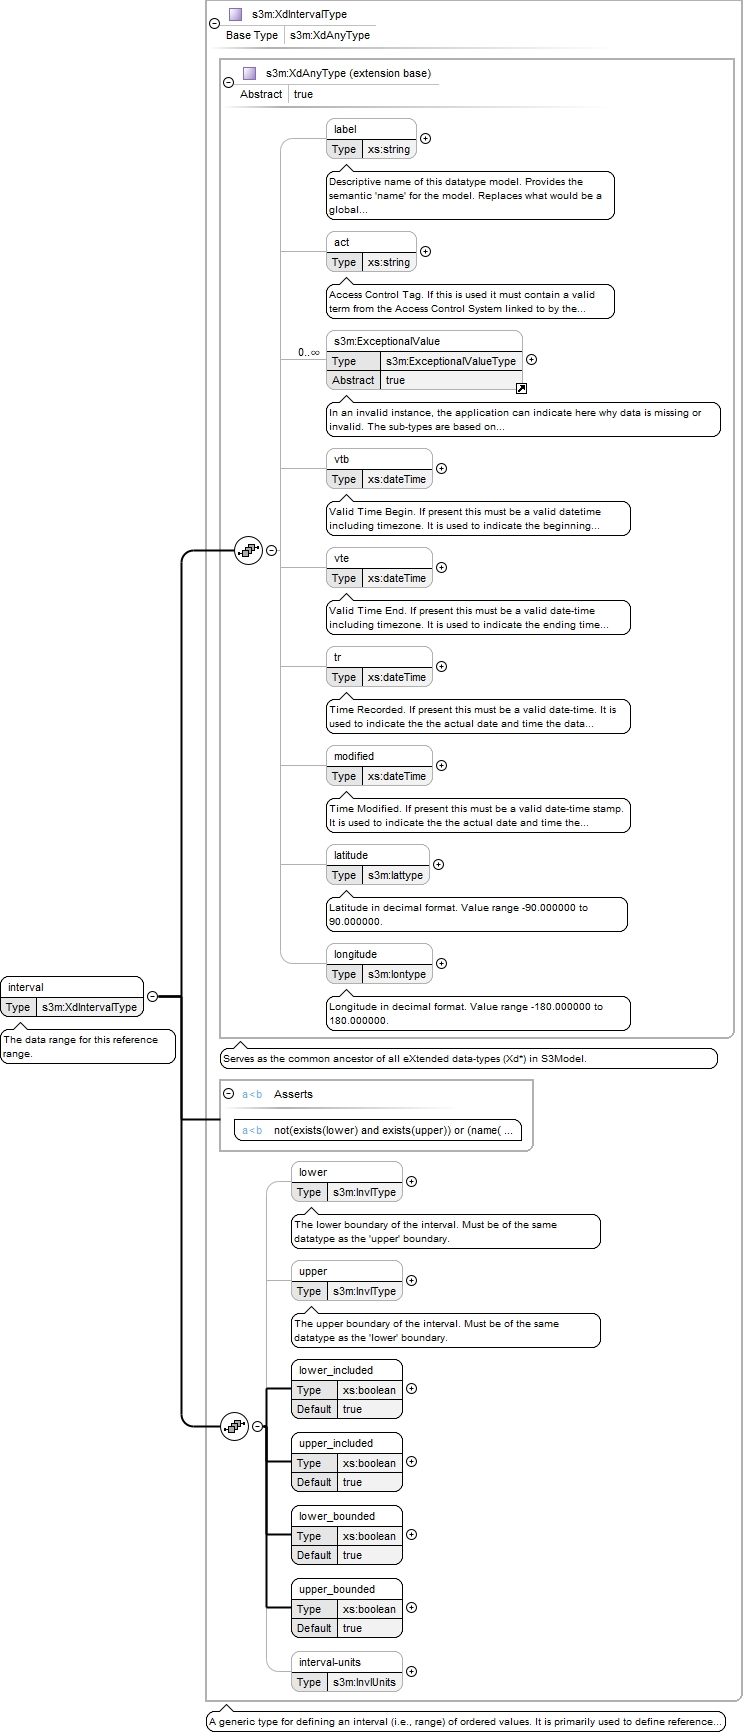 s3m:XdIntervalType
Base Type s3m:XdAnyType
s3m:XdAnyType (extension base)
Abstract true
label
Type xs:string
Descriptive name of this datatype model. Provides the
semantic 'name' for the model. Replaces what would be a
global...
act
Type xs:string
Access Control Tag. If this is used it must contain a valid
term from the Access Control System linked to by the...
0..∞
s3m:ExceptionalValue
Type s3m:ExceptionalValueType
Abstract true
In an invalid instance, the application can indicate here why data is missing or
invalid. The sub-types are based on...
vtb
Type xs:dateTime
Valid Time Begin. If present this must be a valid datetime
including timezone. It is used to indicate the beginning...
vte
Type xs:dateTime
Valid Time End. If present this must be a valid date-time
including timezone. It is used to indicate the ending time...
tr
Type xs:dateTime
Time Recorded. If present this must be a valid date-time. It is
used to indicate the the actual date and time the data...
modified
Type xs:dateTime
Time Modified. If present this must be a valid date-time stamp.
It is used to indicate the the actual date and time the...
latitude
Type s3m:lattype
Latitude in decimal format. Value range -90.000000 to
90.000000.
longitude
Type s3m:lontype
Longitude in decimal format. Value range -180.000000 to
180.000000.
interval
Type s3m:XdIntervalType
The data range for this reference
range.
Serves as the common ancestor of all eXtended data-types (Xd*) in S3Model.
a<b Asserts
a<b not(exists(lower) and exists(upper)) or (name( ...
lower
Type s3m:InvlType
The lower boundary of the interval. Must be of the same
datatype as the 'upper' boundary.
upper
Type s3m:InvlType
The upper boundary of the interval. Must be of the same
datatype as the 'lower' boundary.
lower_included
Type xs:boolean
Default true
upper_included
Type xs:boolean
Default true
lower_bounded
Type xs:boolean
Default true
upper_bounded
Type xs:boolean
Default true
interval-units
Type s3m:InvlUnits
A generic type for defining an interval (i.e., range) of ordered values. It is primarily used to define reference...